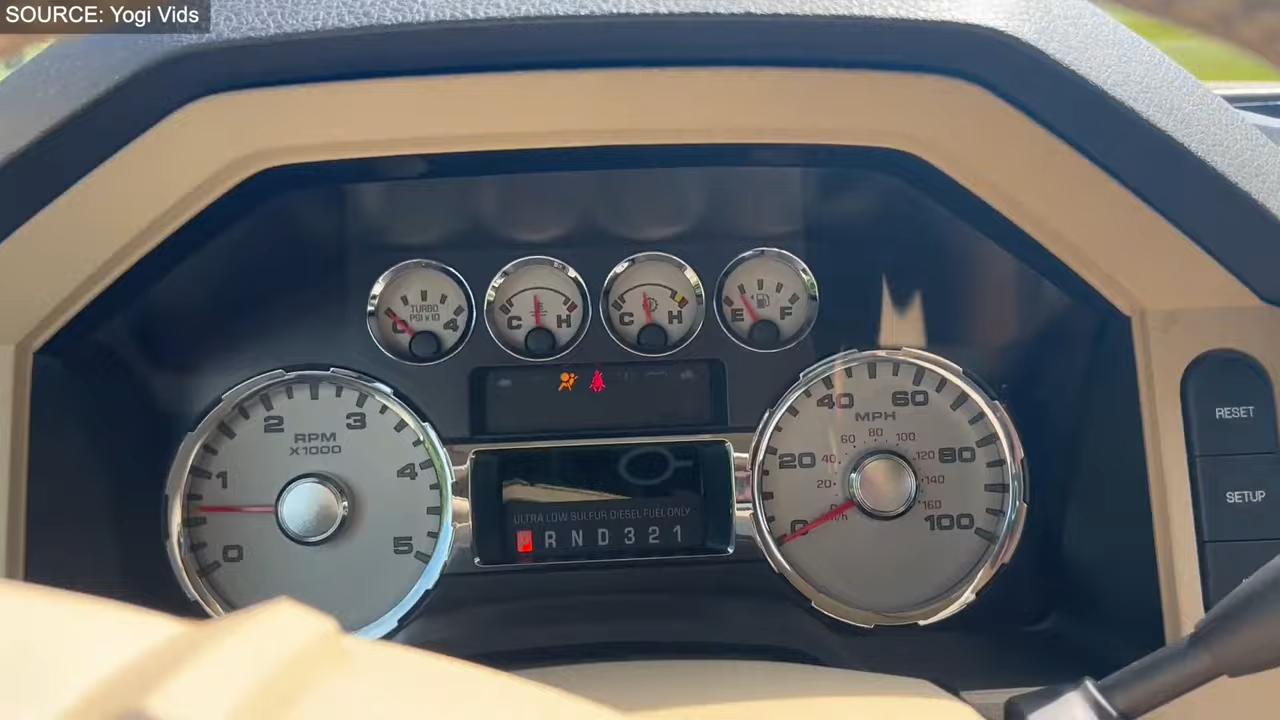 SOURCE: Yogi Vids
TURBO
PSI x 10
0 4
C H
C H
E F
RPM
X1000
0 1 2 3 4 5
MPH
0 20 40 60 80 100
20 40 60 80 100 120 140 160
ULTRA LOW SULFUR DIESEL FUEL ONLY
P R N D 3 2 1
RESET
SETUP